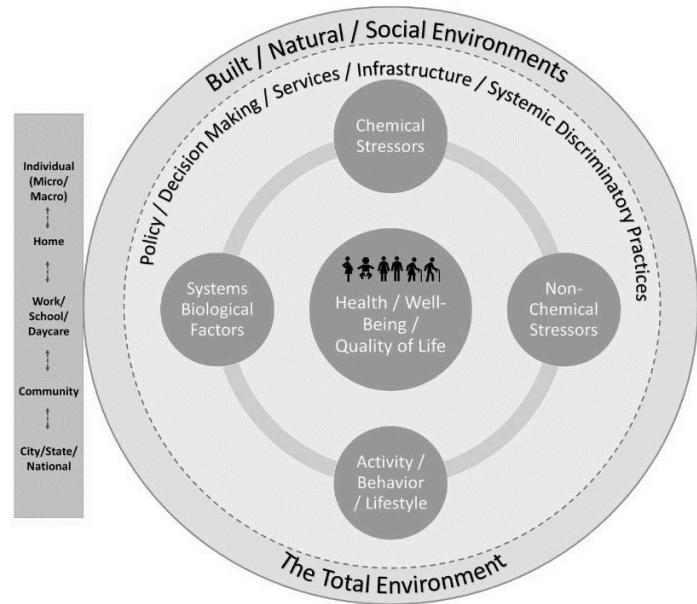 Built / Natural / Social Environments
Policy / Decision Making / Services / Infrastructure / Systemic Discriminatory Practices
Individual
(Micro/
Macro)
Home
Work/
School/
Daycare
Community
City/State/
National
Chemical
Stressors
Systems
Biological
Factors
Health / Well-
Being /
Quality of Life
Non-
Chemical
Stressors
Activity /
Behavior
/ Lifestyle
The Total Environment